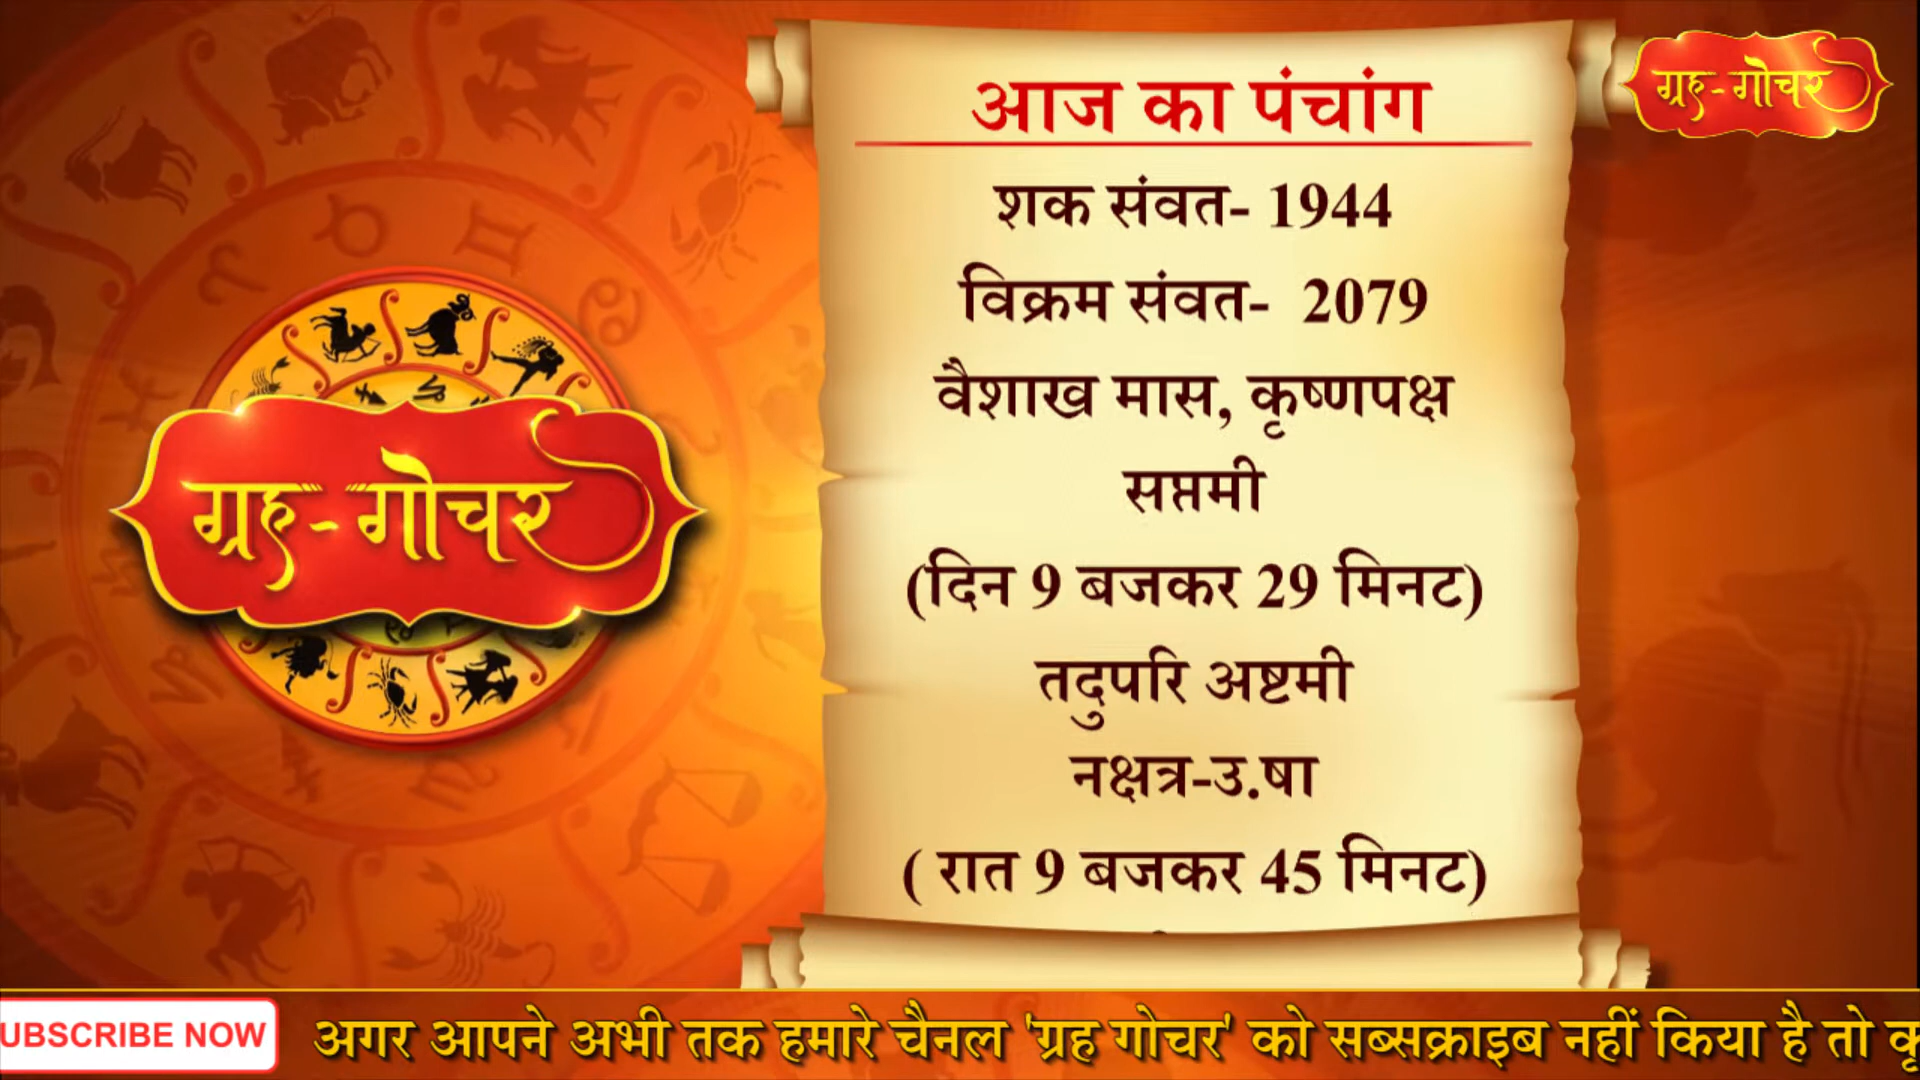 आज का पंचांग
ग्रह-गोचर
शक संवत- 1944
विक्रम संवत- 2079
वैशाख मास, कृष्णपक्ष
सप्तमी
(दिन 9 बजकर 29 मिनट)
तदुपरि अष्टमी
नक्षत्र-उ.षा
( रात 9 बजकर 45 मिनट)
ग्रह-गोचर
UBSCRIBE NOW
अगर आपने अभी तक हमारे चैनल 'ग्रह गोचर' को सब्सक्राइब नहीं किया है तो